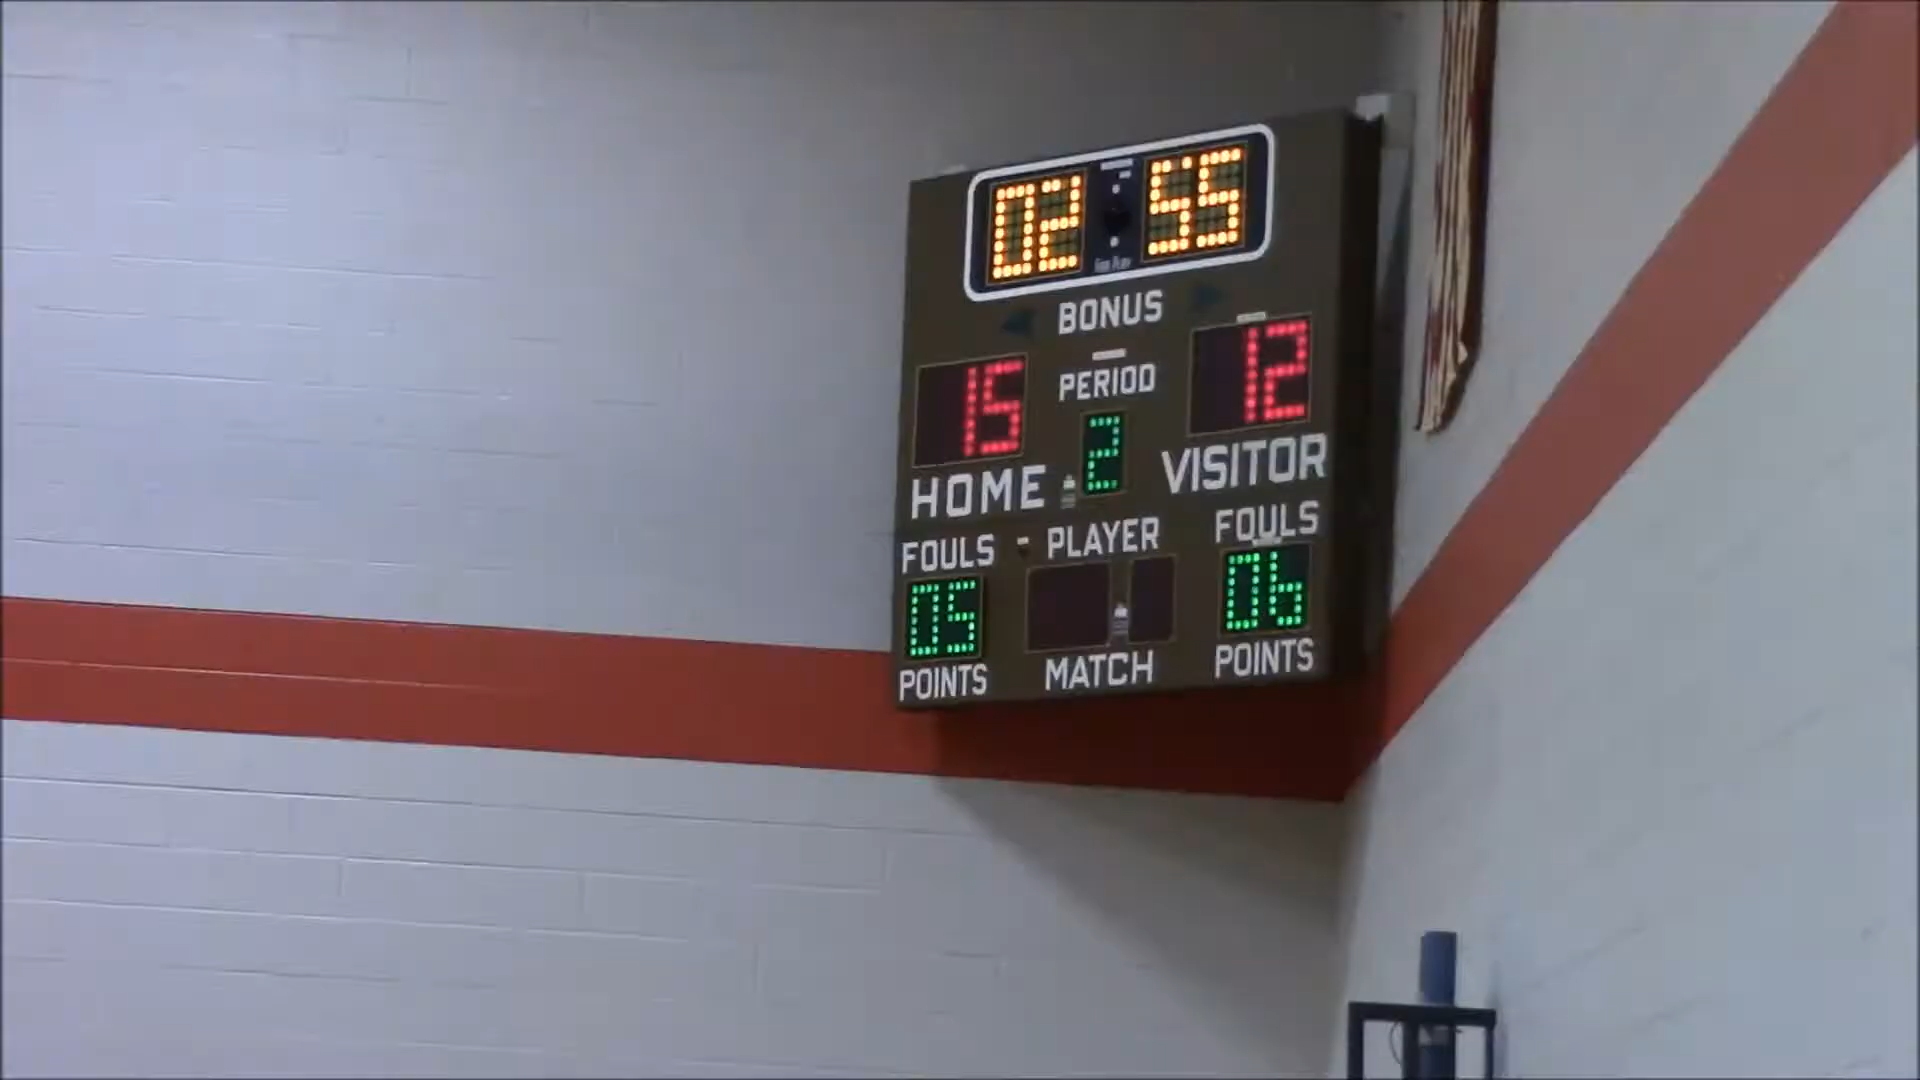 02:55
BONUS
15 PERIOD 12
2
HOME VISITOR
FOULS PLAYER FOULS
05 06
POINTS MATCH POINTS